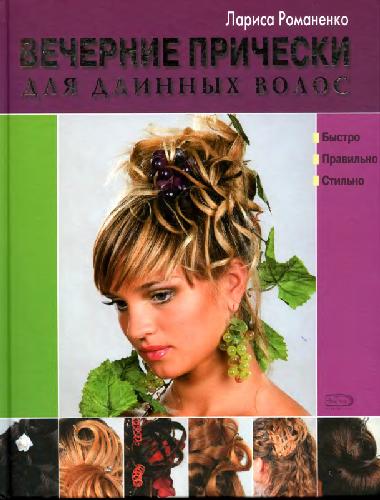 Лариса Романенко
ВЕЧЕРНИЕ ПРИЧЕСКИ
ДЛЯ ДЛИННЫХ ВОЛОС
Быстро
Правильно
Стильно